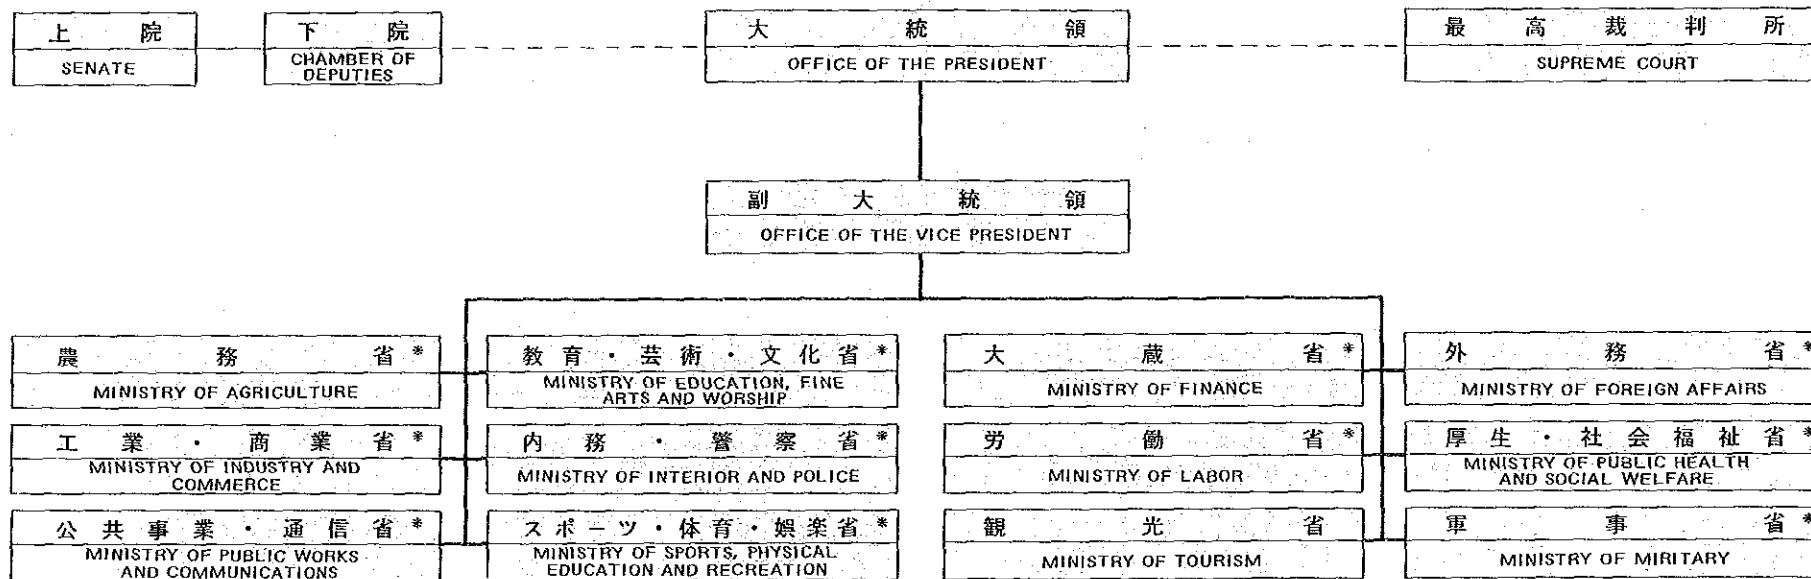 上院
SENATE
下院
CHAMBER OF
DEPUTIES
大統領
OFFICE OF THE PRESIDENT
最高裁判所
SUPREME COURT
副大統領
OFFICE OF THE VICE PRESIDENT
農務省*
MINISTRY OF AGRICULTURE
教育・芸術・文化省*
MINISTRY OF EDUCATION, FINE
ARTS AND WORSHIP
大蔵省*
MINISTRY OF FINANCE
外務省*
MINISTRY OF FOREIGN AFFAIRS
工業・商業省*
MINISTRY OF INDUSTRY AND
COMMERCE
内務・警察省*
MINISTRY OF INTERIOR AND POLICE
労働省*
MINISTRY OF LABOR
厚生・社会福祉省*
MINISTRY OF PUBLIC HEALTH
AND SOCIAL WELFARE
公共事業・通信省*
MINISTRY OF PUBLIC WORKS
AND COMMUNICATIONS
スポーツ・体育・娯楽省*
MINISTRY OF SPORTS, PHYSICAL
EDUCATION AND RECREATION
観光省
MINISTRY OF TOURISM
軍事省*
MINISTRY OF MIRITARY